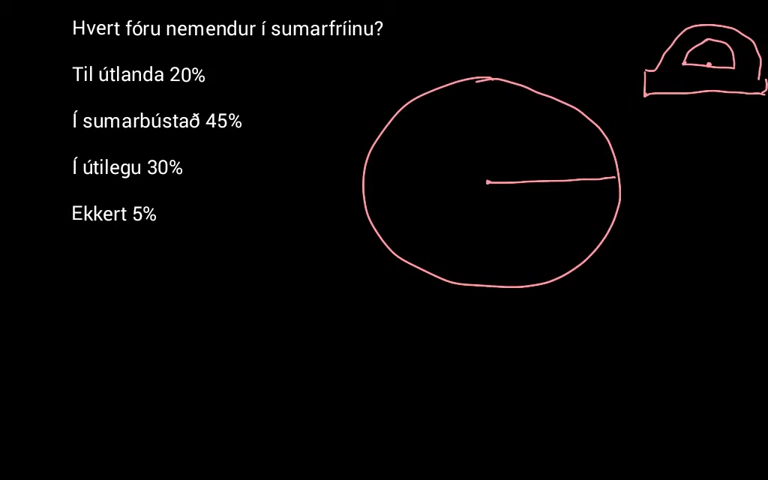 Hvert fóru nemendur í sumarfríinu?
Til útlanda 20%
Í sumarbústað 45%
Í útilegu 30%
Ekkert 5%